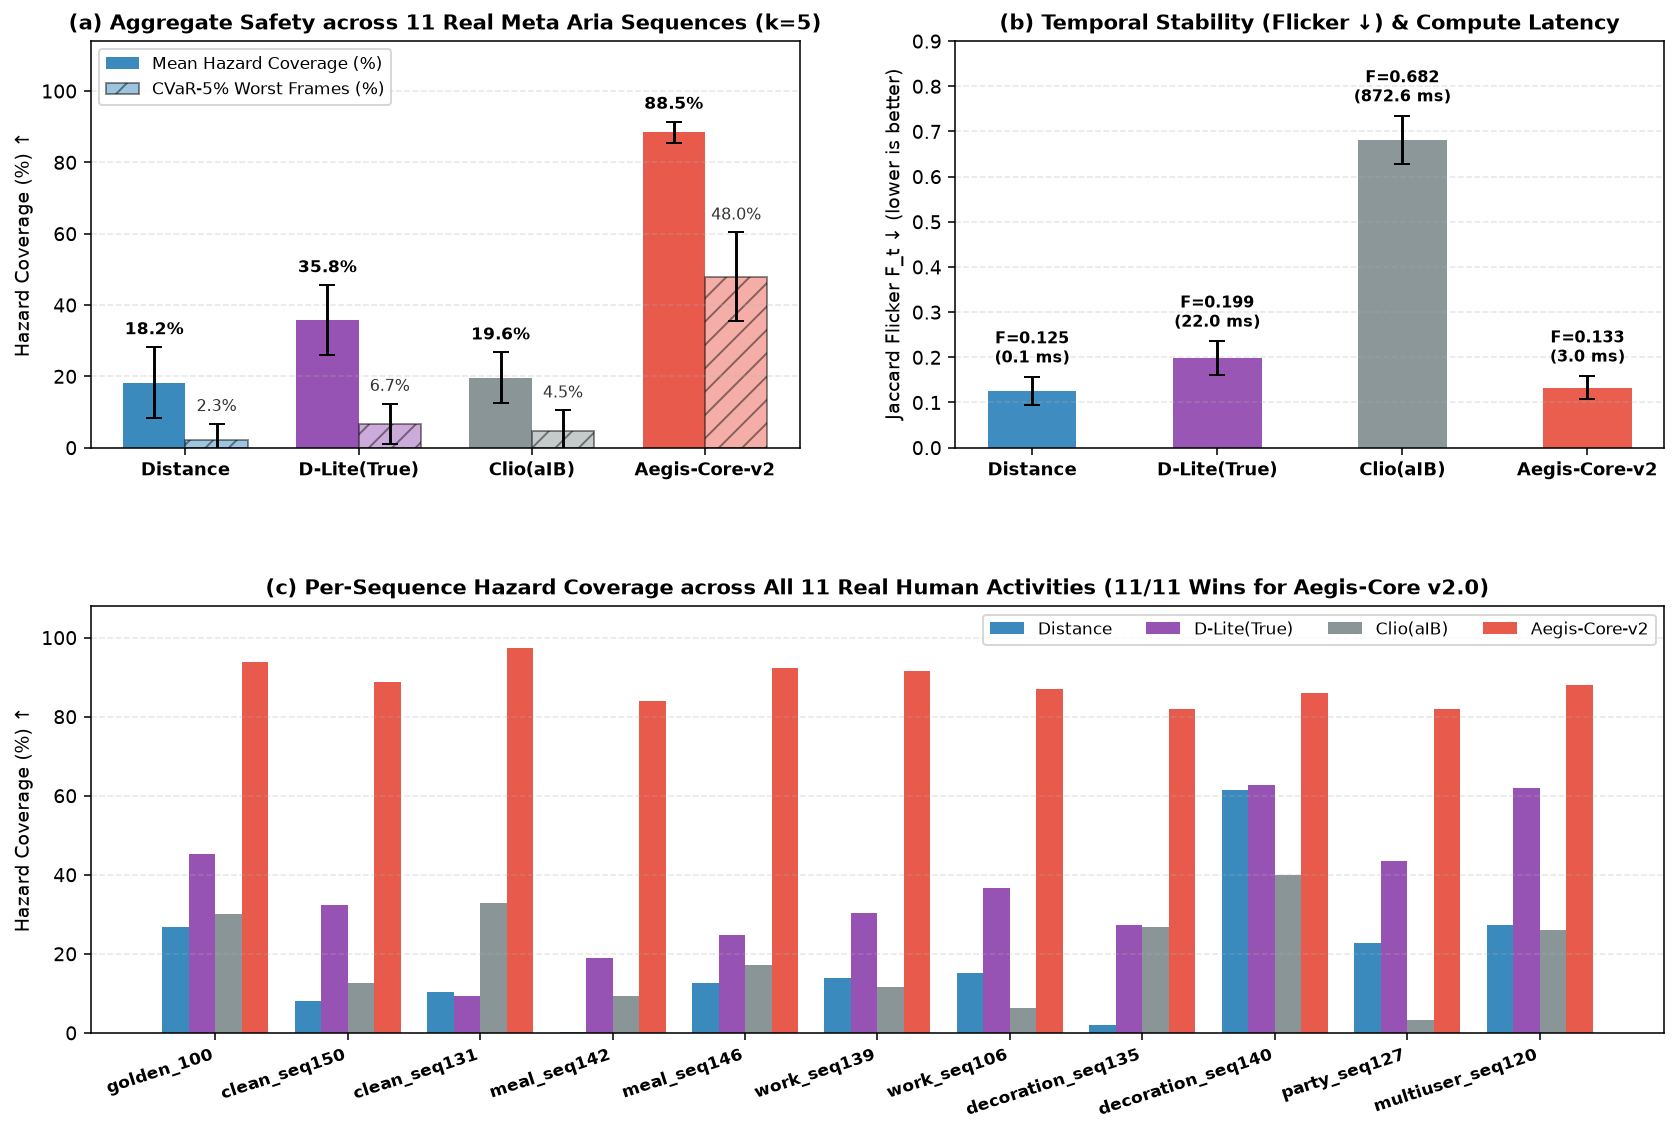 (a) Aggregate Safety across 11 Real Meta Aria Sequences (k=5)
Hazard Coverage (%) ↑
100
80
60
40
20
0
Mean Hazard Coverage (%)
CVaR-5% Worst Frames (%)
18.2%
2.3%
35.8%
6.7%
19.6%
4.5%
88.5%
48.0%
Distance
D-Lite(True)
Clio(aIB)
Aegis-Core-v2
(b) Temporal Stability (Flicker ↓) & Compute Latency
Jaccard Flicker F_t ↓ (lower is better)
0.9
0.8
0.7
0.6
0.5
0.4
0.3
0.2
0.1
0.0
F=0.125
(0.1 ms)
F=0.199
(22.0 ms)
F=0.682
(872.6 ms)
F=0.133
(3.0 ms)
Distance
D-Lite(True)
Clio(aIB)
Aegis-Core-v2
(c) Per-Sequence Hazard Coverage across All 11 Real Human Activities (11/11 Wins for Aegis-Core v2.0)
Hazard Coverage (%) ↑
100
80
60
40
20
0
Distance
D-Lite(True)
Clio(aIB)
Aegis-Core-v2
golden_100
clean_seq150
clean_seq131
meal_seq142
meal_seq146
work_seq139
work_seq106
decoration_seq135
decoration_seq140
party_seq127
multiuser_seq120